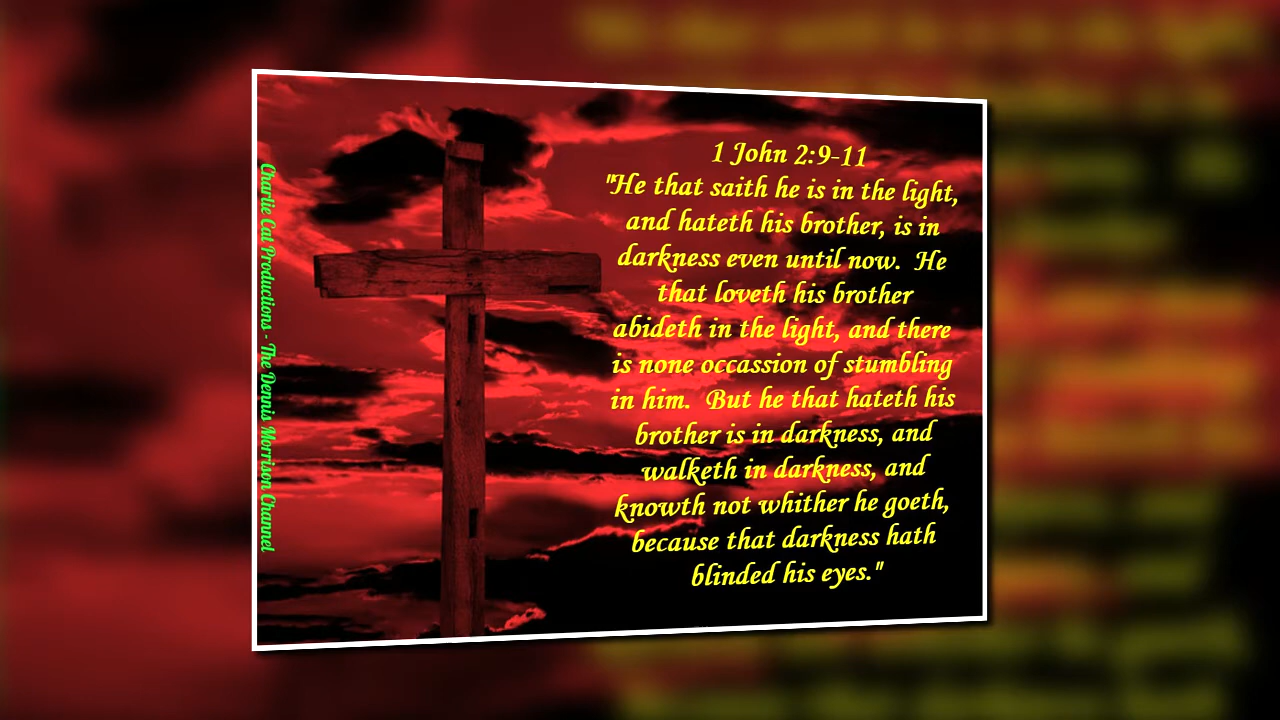 1 John 2:9-11
"He that saith he is in the light,
and hateth his brother, is in
darkness even until now.  He
that loveth his brother
abideth in the light, and there
is none occassion of stumbling
in him.  But he that hateth his
brother is in darkness, and
walketh in darkness, and
knowth not whither he goeth,
because that darkness hath
blinded his eyes."
Charlie Cat Productions - The Dennis Morrison Channel